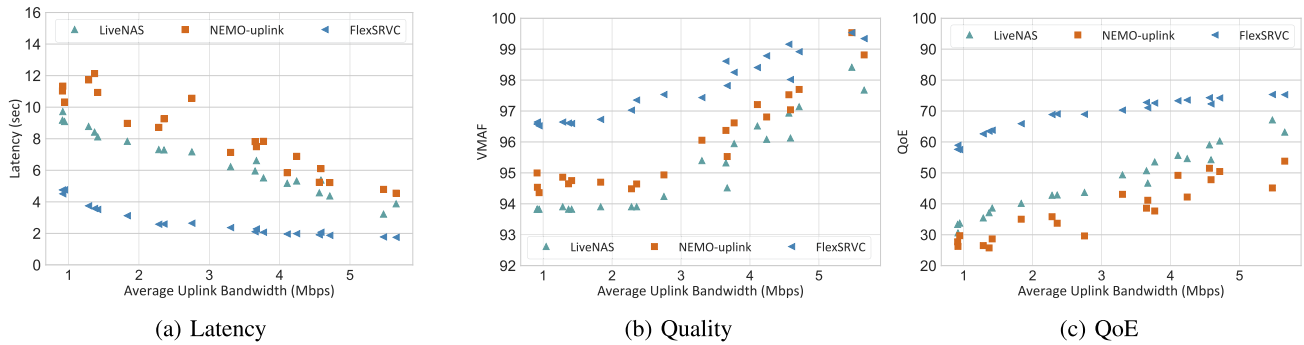 16
14
12
10
8
6
4
2
0
Latency (sec)
LiveNAS NEMO-uplink FlexSRVC
1 2 3 4 5
Average Uplink Bandwidth (Mbps)
(a) Latency
100
99
98
97
96
95
94
93
92
VMAF
LiveNAS NEMO-uplink FlexSRVC
1 2 3 4 5
Average Uplink Bandwidth (Mbps)
(b) Quality
100
90
80
70
60
50
40
30
20
QoE
LiveNAS NEMO-uplink FlexSRVC
1 2 3 4 5
Average Uplink Bandwidth (Mbps)
(c) QoE